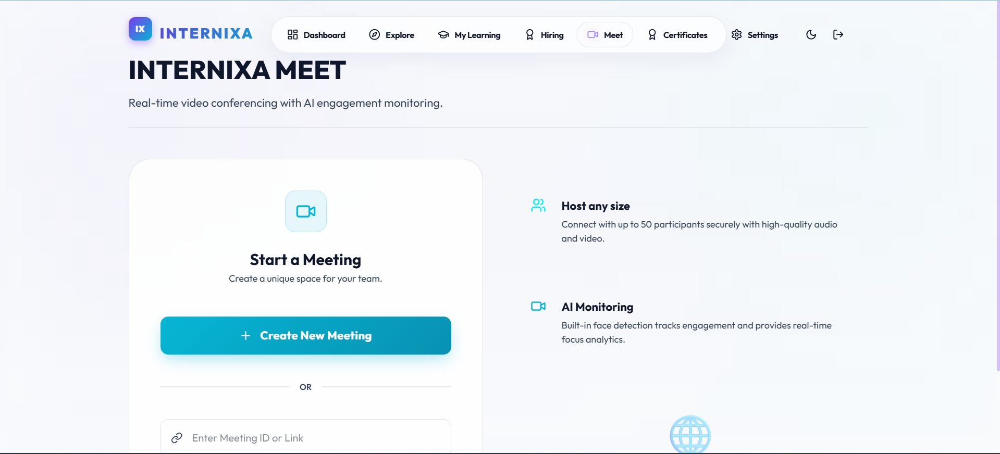 IX
INTERNIXA
Dashboard
Explore
My Learning
Hiring
Meet
Certificates
Settings
INTERNIXA MEET
Real-time video conferencing with AI engagement monitoring.
Start a Meeting
Create a unique space for your team.
Create New Meeting
OR
Enter Meeting ID or Link
Host any size
Connect with up to 50 participants securely with high-quality audio
and video.
AI Monitoring
Built-in face detection tracks engagement and provides real-time
focus analytics.